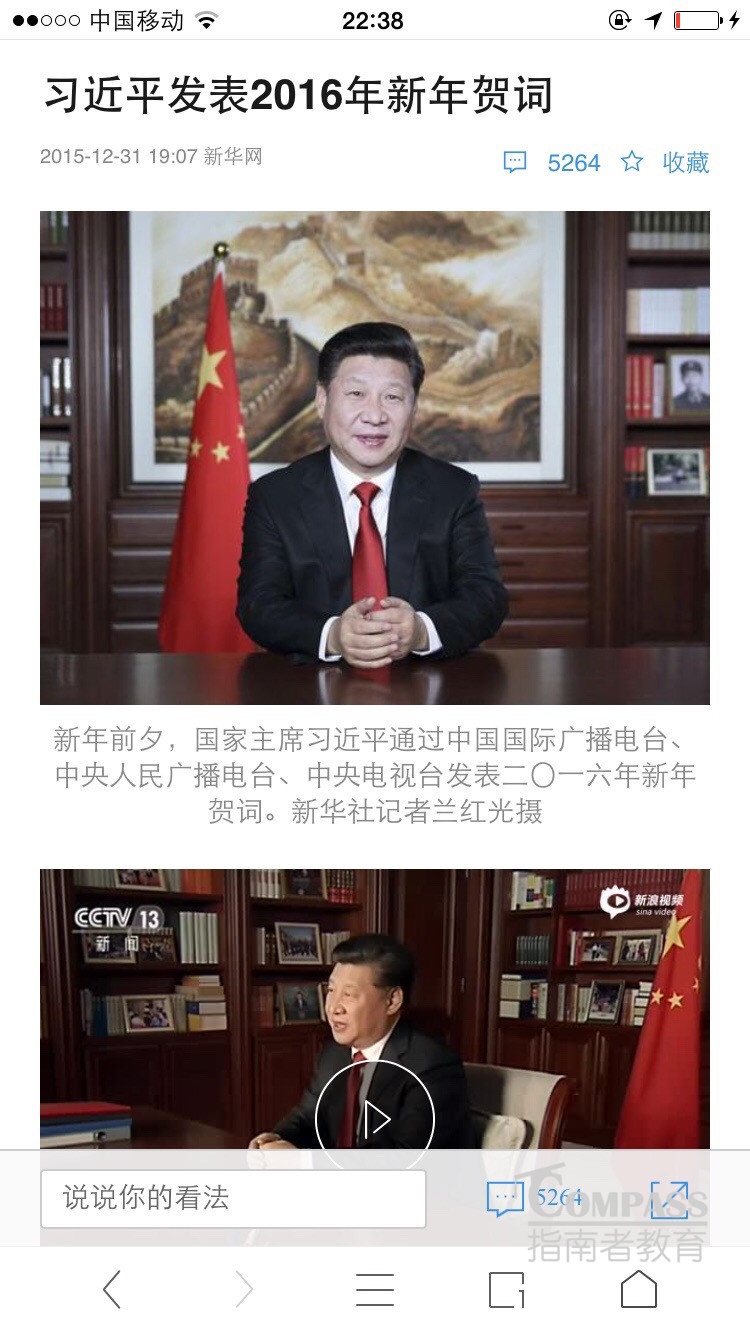 中国移动 22:38
习近平发表2016年新年贺词
2015-12-31 19:07 新华网
5264 收藏
新年前夕，国家主席习近平通过中国国际广播电台、
中央人民广播电台、中央电视台发表二〇一六年新年
贺词。新华社记者兰红光摄
CCTV 13
新闻
新浪视频
sina video
说说你的看法
5264
COMPASS
指南者教育
1